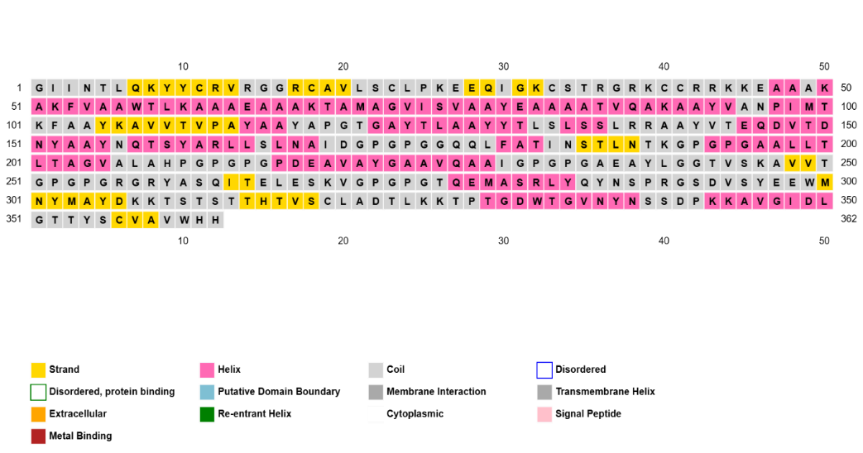 10 20 30 40 50
1 G I I N T L Q K Y Y C R V R G G R C A V L S C L P K E E Q I G K C S T R G R K C C R R K K E A A A K 50
51 A K F V A A W T L K A A A E A A A K T A M A G V I S V A A Y E A A A A T V Q A K A A Y V A N P I M T 100
101 K F A A Y K A V V T V P A Y A A Y A P G T G A Y T L A A Y Y T L S L S S L R R A A Y V T E Q D V T D 150
151 N Y A A Y N Q T S Y A R L L S L N A I D G P G P G G Q Q L F A T I N S T L N T K G P G P G A A L L T 200
201 L T A G V A L A H P G P G P G P D E A V A Y G A A V Q A A I G P G P G A E A Y L G G T V S K A V V T 250
251 G P G P G R G R Y A S Q I T E L E S K V G P G P G T Q E M A S R L Y Q Y N S P R G S D V S Y E E W M 300
301 N Y M A Y D K K T S T S T T H T V S C L A D T L K K T P T G D W T G V N Y N S S D P K K A V G I D L 350
351 G T T Y S C V A V W H H 362
10 20 30 40 50
Strand Helix Coil Disordered
Disordered, protein binding Putative Domain Boundary Membrane Interaction Transmembrane Helix
Extracellular Re-entrant Helix Cytoplasmic Signal Peptide
Metal Binding